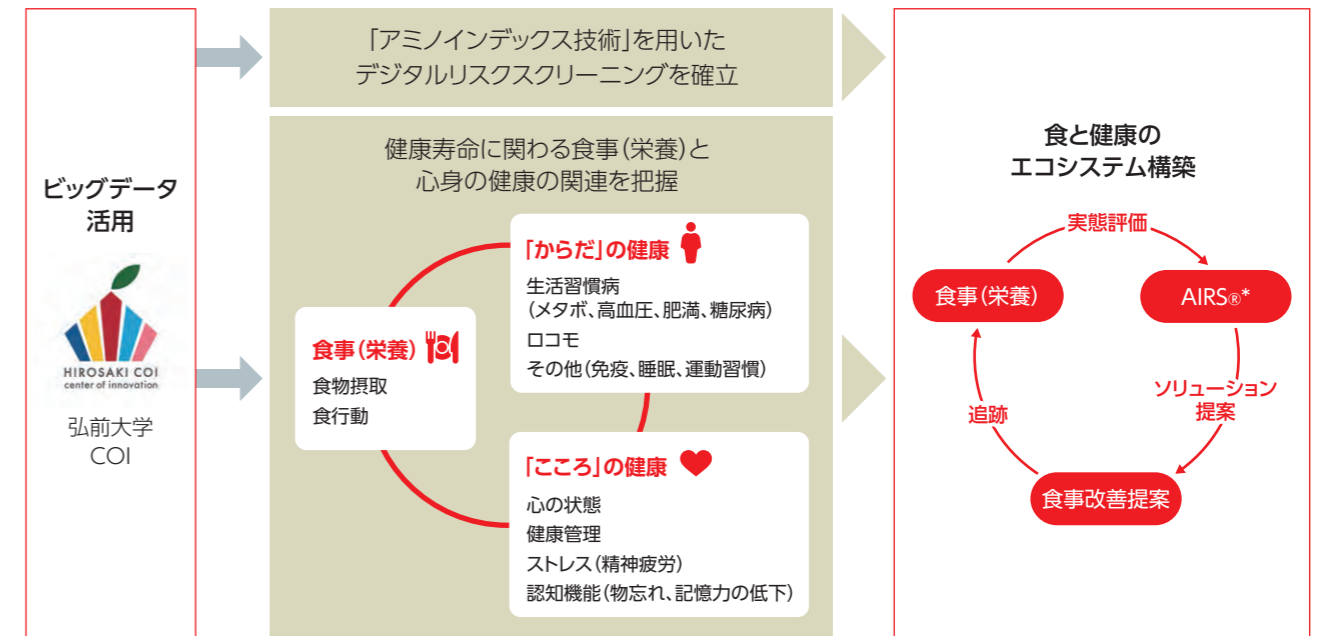 ビッグデータ
活用
HIROSAKI COI
center of innovation
弘前大学
COI
「アミノインデックス技術」を用いた
デジタルリスクスクリーニングを確立
健康寿命に関わる食事(栄養)と
心身の健康の関連を把握
食事(栄養)
食物摂取
食行動
「からだ」の健康
生活習慣病
(メタボ、高血圧、肥満、糖尿病)
ロコモ
その他(免疫、睡眠、運動習慣)
「こころ」の健康
心の状態
健康管理
ストレス(精神疲労)
認知機能(物忘れ、記憶力の低下)
食と健康の
エコシステム構築
実態評価
食事(栄養)
AIRS®*
ソリューション
提案
追跡
食事改善提案